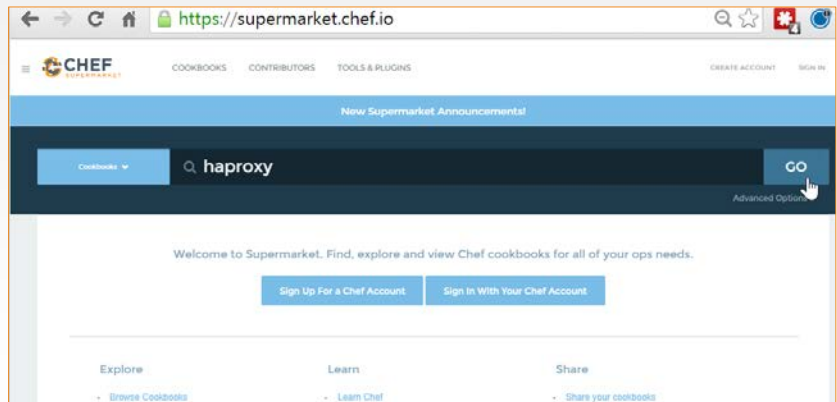 https://supermarket.chef.io
CHEF
SUPERMARKET
COOKBOOKS CONTRIBUTORS TOOLS & PLUGINS CREATE ACCOUNT SIGN IN
New Supermarket Announcements!
Cookbooks haproxy GO
Advanced Options
Welcome to Supermarket. Find, explore and view Chef cookbooks for all of your ops needs.
Sign Up For a Chef Account Sign In With Your Chef Account
Explore Learn Share
- Browse Cookbooks - Learn Chef - Share your cookbooks